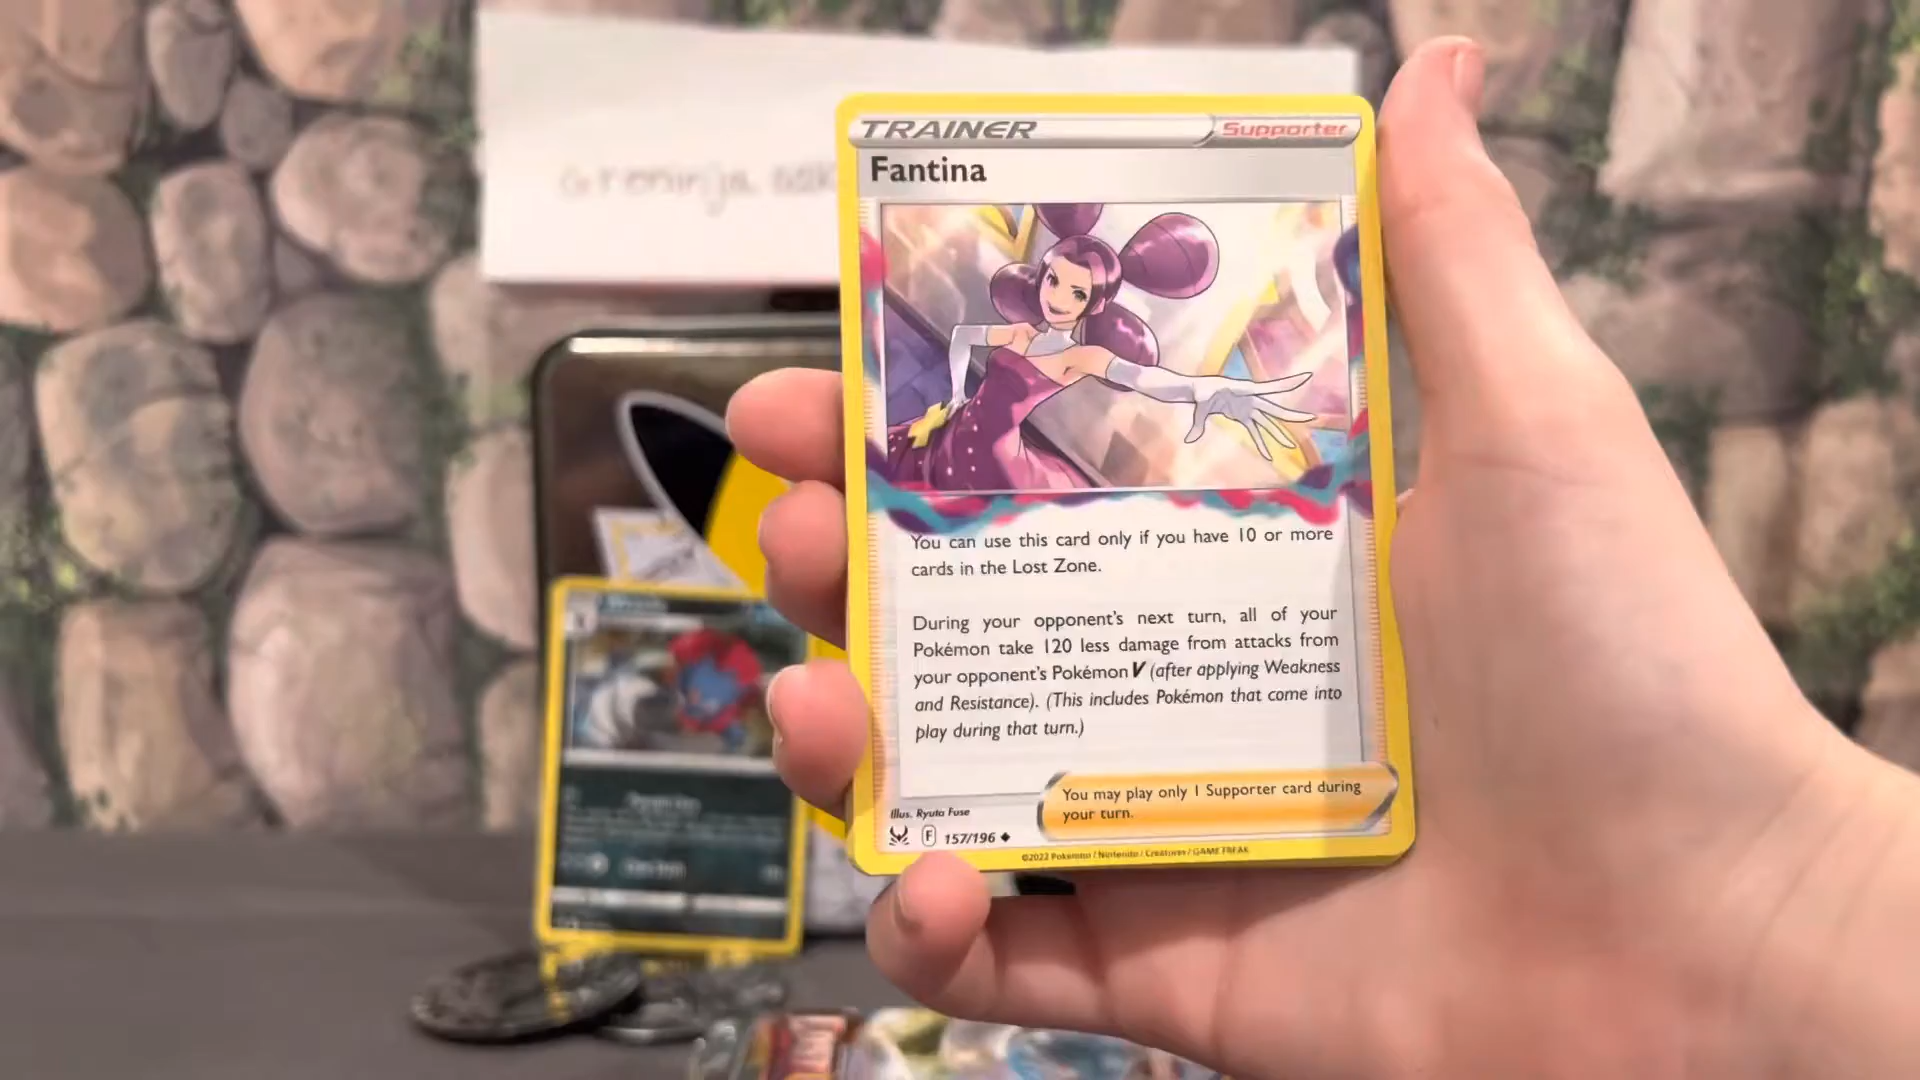 Greninja
TRAINER
Supporter
Fantina
You can use this card only if you have 10 or more
cards in the Lost Zone.
During your opponent's next turn, all of your
Pokémon take 120 less damage from attacks from
your opponent's Pokémon V (after applying Weakness
and Resistance). (This includes Pokémon that come into
play during that turn.)
You may play only 1 Supporter card during
your turn.
Illus. Ryuta Fuse
F 157/196
©2022 Pokémon / Nintendo / Creatures / GAME FREAK